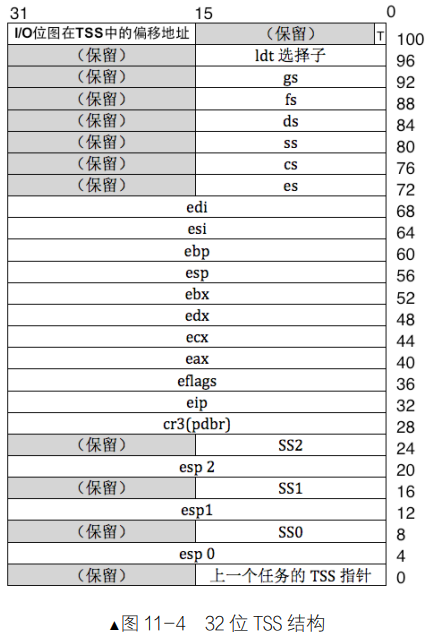 31 15 0
I/O位图在TSS中的偏移地址 (保留) T 100
(保留) ldt 选择子 96
(保留) gs 92
(保留) fs 88
(保留) ds 84
(保留) ss 80
(保留) cs 76
(保留) es 72
edi 68
esi 64
ebp 60
esp 56
ebx 52
edx 48
ecx 44
eax 40
eflags 36
eip 32
cr3(pdbr) 28
(保留) SS2 24
esp 2 20
(保留) SS1 16
esp1 12
(保留) SS0 8
esp 0 4
(保留) 上一个任务的 TSS 指针 0
▲图 11-4 32 位 TSS 结构